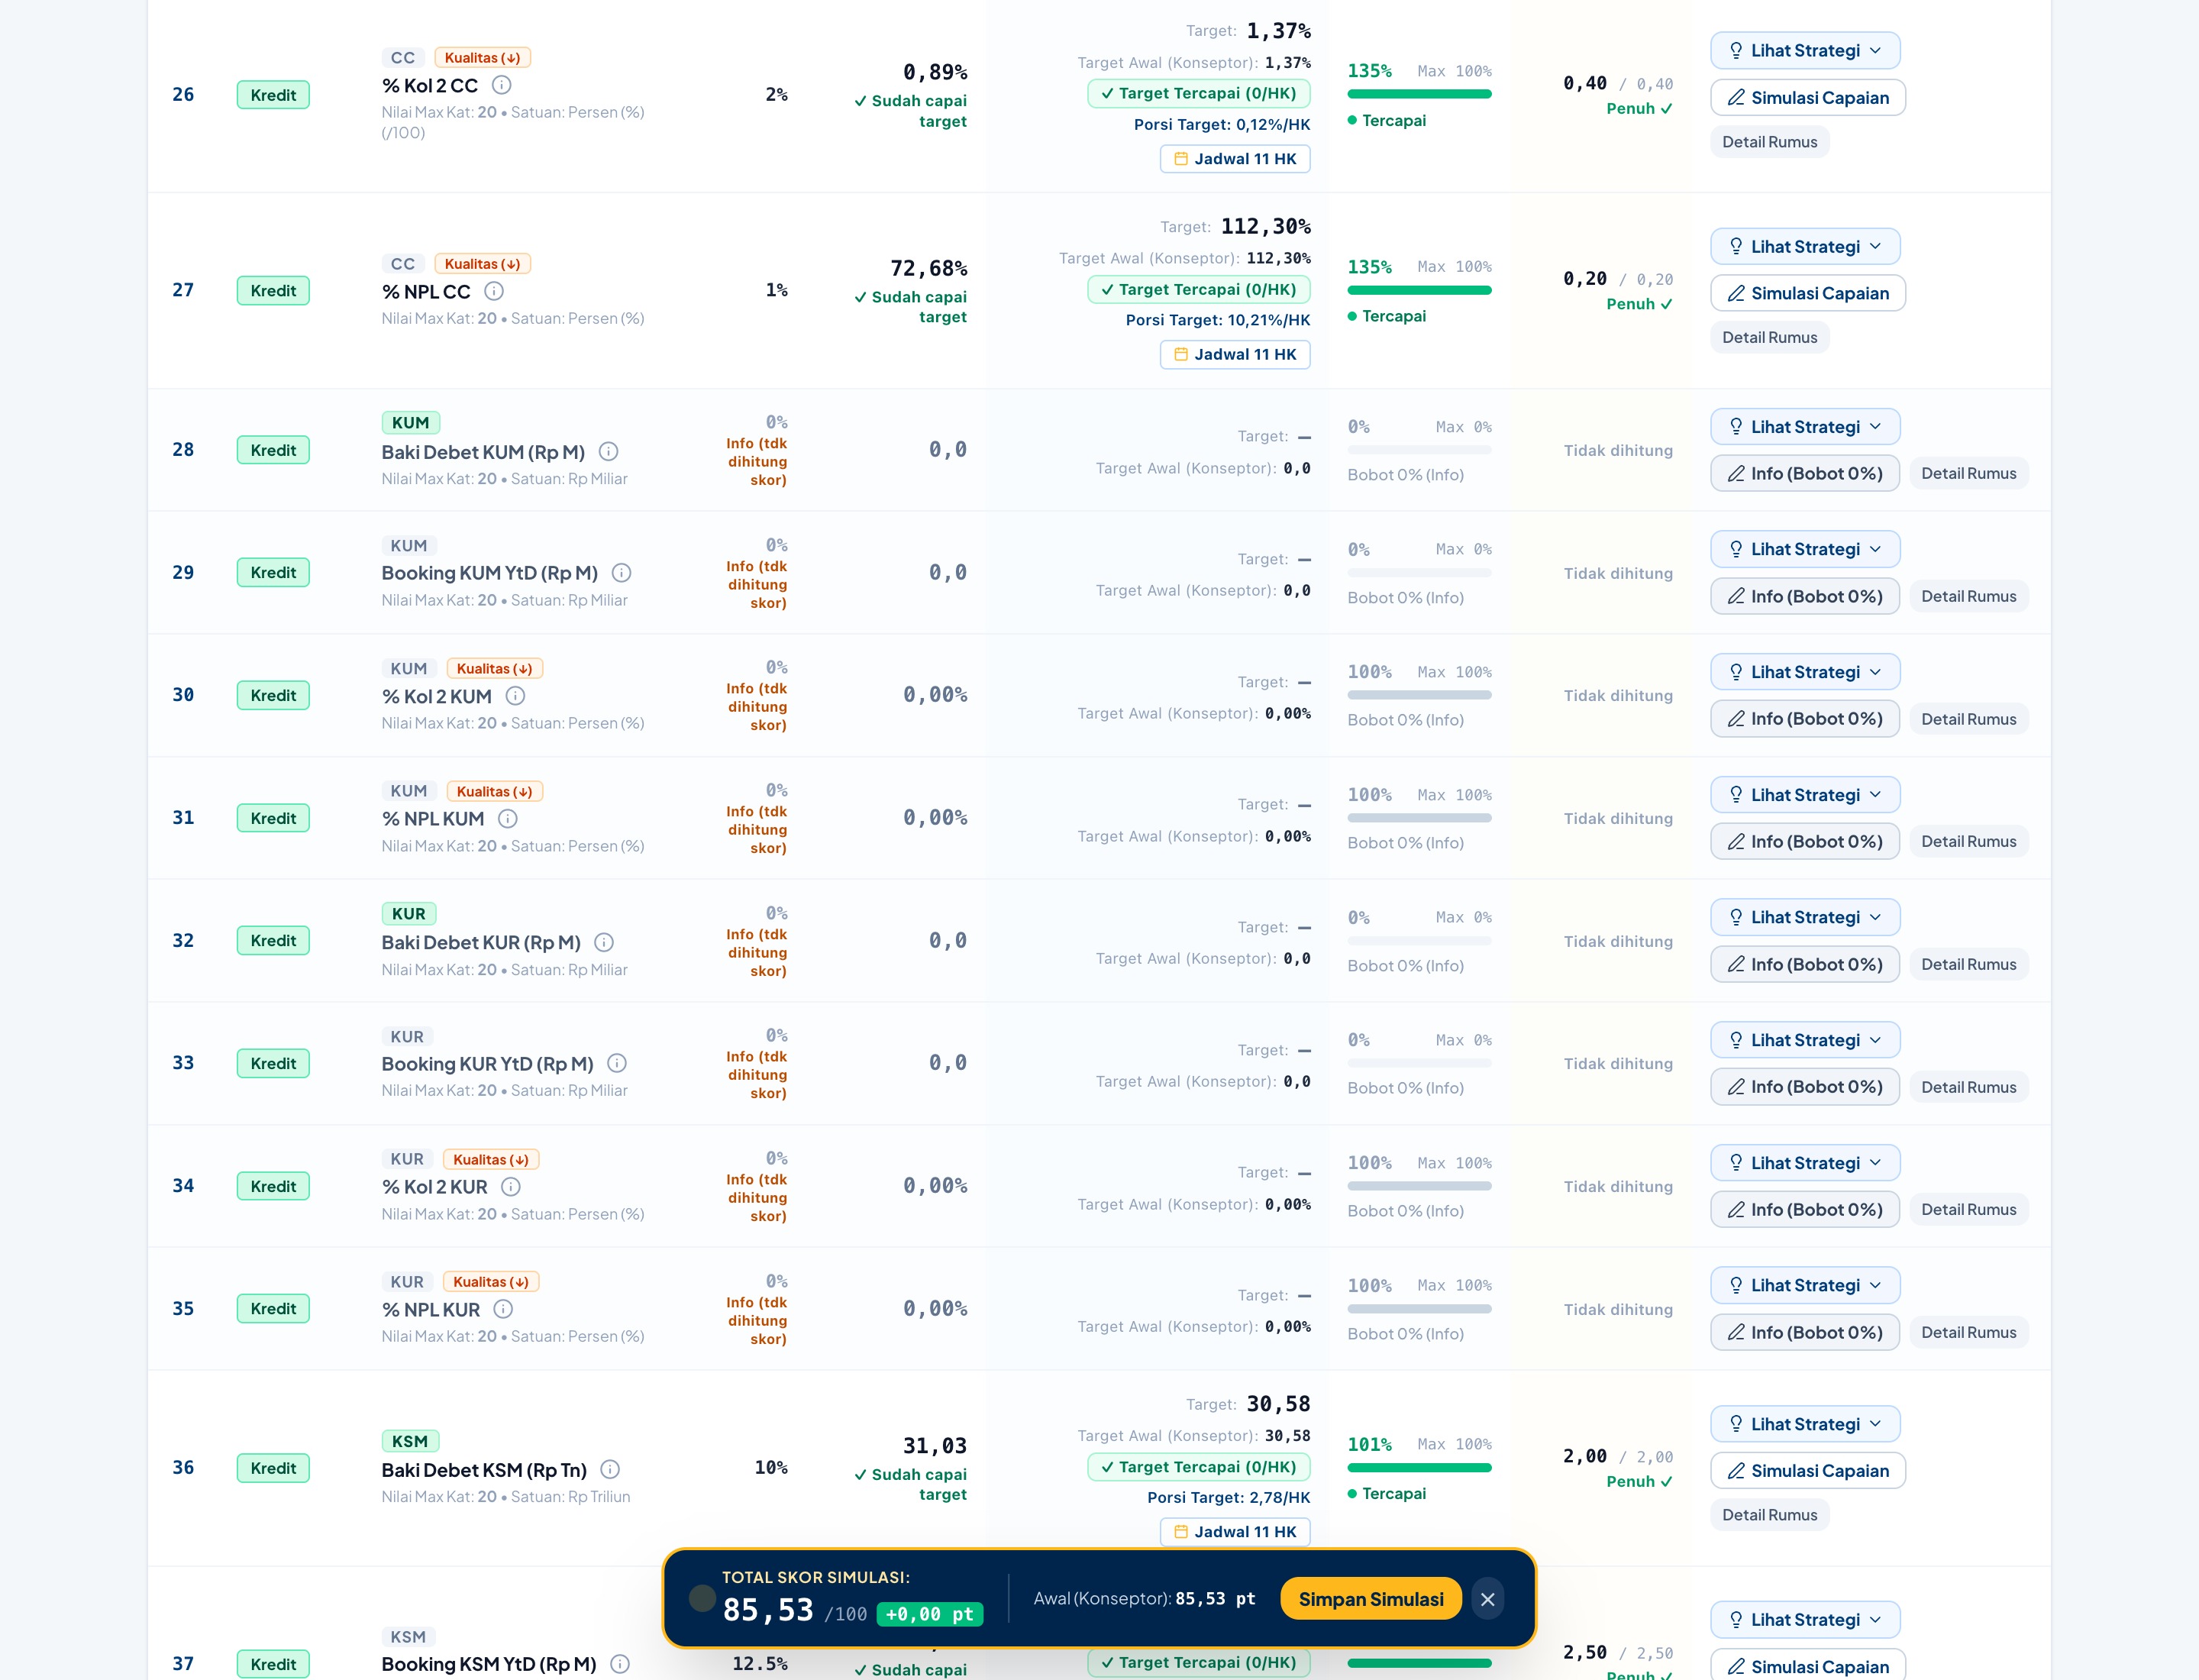 26
Kredit
CC Kualitas (↓)
% Kol 2 CC
Nilai Max Kat: 20 • Satuan: Persen (%)
(/100)
2%
0,89%
✓ Sudah capai
target
Target: 1,37%
Target Awal (Konseptor): 1,37%
✓ Target Tercapai (0/HK)
Porsi Target: 0,12%/HK
Jadwal 11 HK
135% Max 100%
Tercapai
0,40 / 0,40
Penuh ✓
Lihat Strategi
Simulasi Capaian
Detail Rumus
27
Kredit
CC Kualitas (↓)
% NPL CC
Nilai Max Kat: 20 • Satuan: Persen (%)
1%
72,68%
✓ Sudah capai
target
Target: 112,30%
Target Awal (Konseptor): 112,30%
✓ Target Tercapai (0/HK)
Porsi Target: 10,21%/HK
Jadwal 11 HK
135% Max 100%
Tercapai
0,20 / 0,20
Penuh ✓
Lihat Strategi
Simulasi Capaian
Detail Rumus
28
Kredit
KUM
Baki Debet KUM (Rp M)
Nilai Max Kat: 20 • Satuan: Rp Miliar
0%
Info (tdk
dihitung
skor)
0,0
Target: —
Target Awal (Konseptor): 0,0
0% Max 0%
Bobot 0% (Info)
Tidak dihitung
Lihat Strategi
Info (Bobot 0%) Detail Rumus
29
Kredit
KUM
Booking KUM YtD (Rp M)
Nilai Max Kat: 20 • Satuan: Rp Miliar
0%
Info (tdk
dihitung
skor)
0,0
Target: —
Target Awal (Konseptor): 0,0
0% Max 0%
Bobot 0% (Info)
Tidak dihitung
Lihat Strategi
Info (Bobot 0%) Detail Rumus
30
Kredit
KUM Kualitas (↓)
% Kol 2 KUM
Nilai Max Kat: 20 • Satuan: Persen (%)
0%
Info (tdk
dihitung
skor)
0,00%
Target: —
Target Awal (Konseptor): 0,00%
100% Max 100%
Bobot 0% (Info)
Tidak dihitung
Lihat Strategi
Info (Bobot 0%) Detail Rumus
31
Kredit
KUM Kualitas (↓)
% NPL KUM
Nilai Max Kat: 20 • Satuan: Persen (%)
0%
Info (tdk
dihitung
skor)
0,00%
Target: —
Target Awal (Konseptor): 0,00%
100% Max 100%
Bobot 0% (Info)
Tidak dihitung
Lihat Strategi
Info (Bobot 0%) Detail Rumus
32
Kredit
KUR
Baki Debet KUR (Rp M)
Nilai Max Kat: 20 • Satuan: Rp Miliar
0%
Info (tdk
dihitung
skor)
0,0
Target: —
Target Awal (Konseptor): 0,0
0% Max 0%
Bobot 0% (Info)
Tidak dihitung
Lihat Strategi
Info (Bobot 0%) Detail Rumus
33
Kredit
KUR
Booking KUR YtD (Rp M)
Nilai Max Kat: 20 • Satuan: Rp Miliar
0%
Info (tdk
dihitung
skor)
0,0
Target: —
Target Awal (Konseptor): 0,0
0% Max 0%
Bobot 0% (Info)
Tidak dihitung
Lihat Strategi
Info (Bobot 0%) Detail Rumus
34
Kredit
KUR Kualitas (↓)
% Kol 2 KUR
Nilai Max Kat: 20 • Satuan: Persen (%)
0%
Info (tdk
dihitung
skor)
0,00%
Target: —
Target Awal (Konseptor): 0,00%
100% Max 100%
Bobot 0% (Info)
Tidak dihitung
Lihat Strategi
Info (Bobot 0%) Detail Rumus
35
Kredit
KUR Kualitas (↓)
% NPL KUR
Nilai Max Kat: 20 • Satuan: Persen (%)
0%
Info (tdk
dihitung
skor)
0,00%
Target: —
Target Awal (Konseptor): 0,00%
100% Max 100%
Bobot 0% (Info)
Tidak dihitung
Lihat Strategi
Info (Bobot 0%) Detail Rumus
36
Kredit
KSM
Baki Debet KSM (Rp Tn)
Nilai Max Kat: 20 • Satuan: Rp Triliun
10%
31,03
✓ Sudah capai
target
Target: 30,58
Target Awal (Konseptor): 30,58
✓ Target Tercapai (0/HK)
Porsi Target: 2,78/HK
Jadwal 11 HK
101% Max 100%
Tercapai
2,00 / 2,00
Penuh ✓
Lihat Strategi
Simulasi Capaian
Detail Rumus
37
Kredit
KSM
Booking KSM YtD (Rp M)
12.5%
✓ Sudah capai
✓ Target Tercapai (0/HK)
2,50 / 2,50
Penuh ✓
Lihat Strategi
Simulasi Capaian
TOTAL SKOR SIMULASI:
85,53 /100 +0,00 pt
Awal (Konseptor): 85,53 pt
Simpan Simulasi